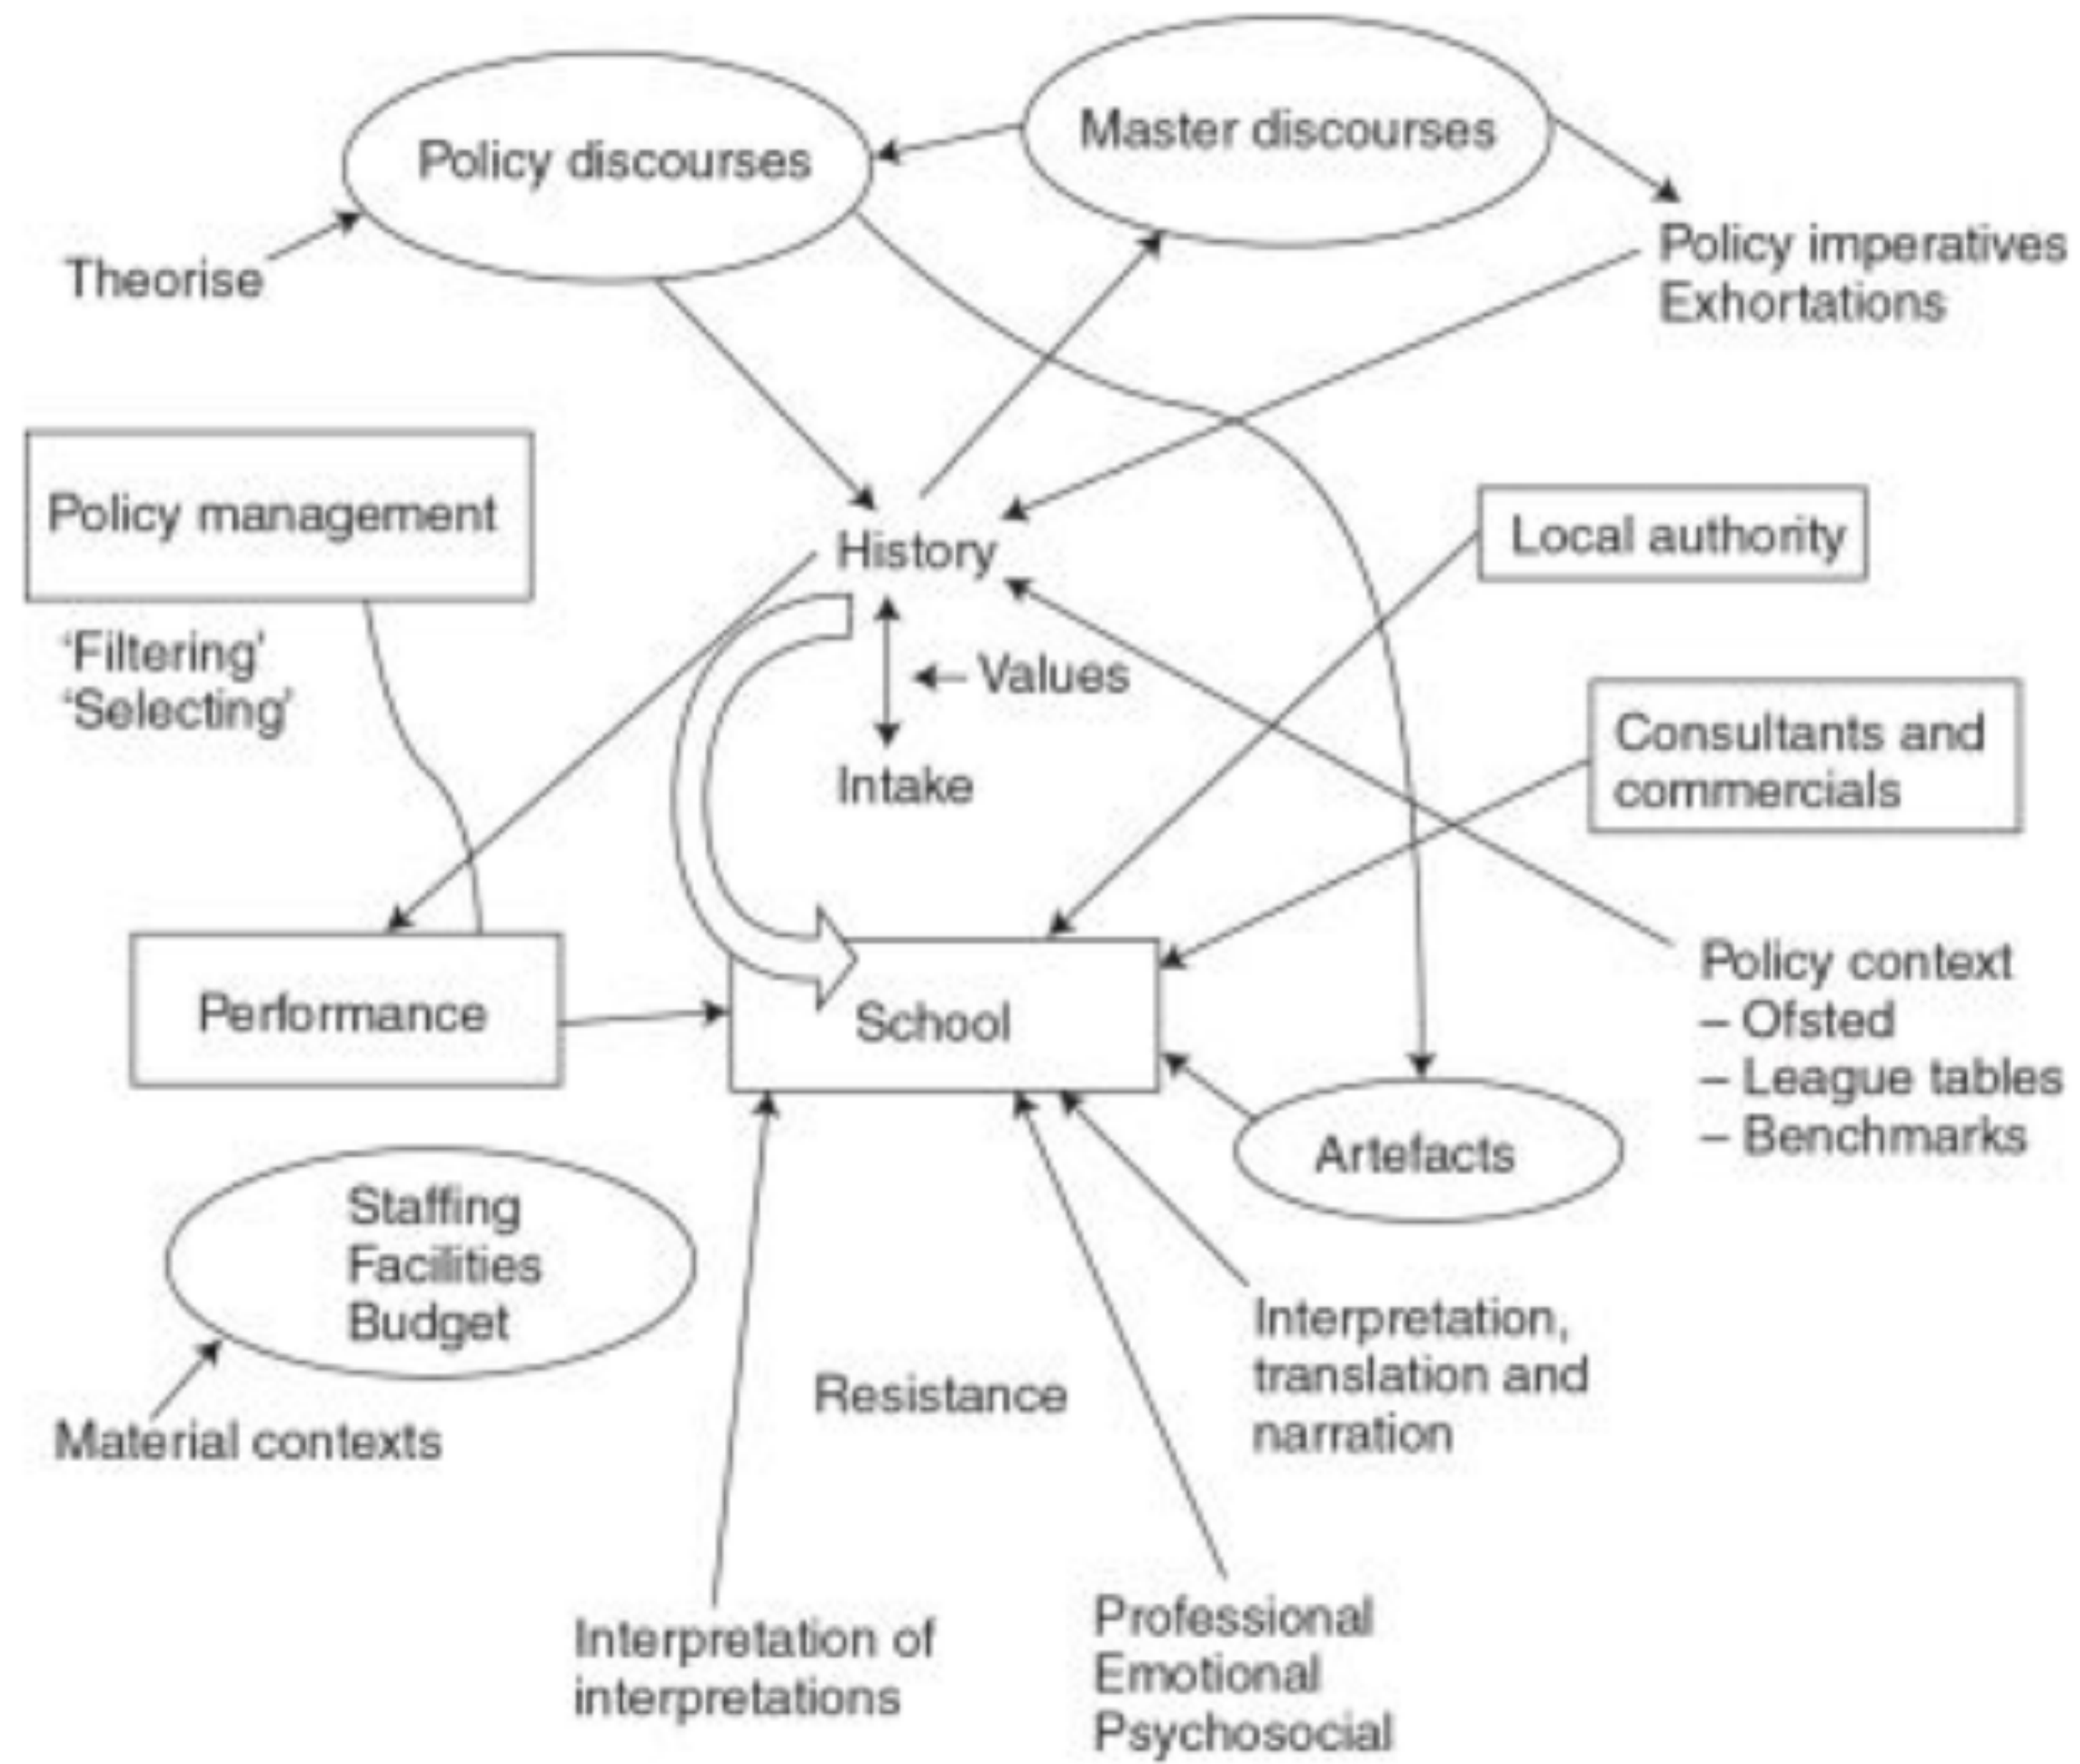 Policy discourses
Master discourses
Theorise
Policy imperatives
Exhortations
Policy management
History
Local authority
‘Filtering’
‘Selecting’
Values
Intake
Consultants and
commercials
Performance
School
Policy context
– Ofsted
– League tables
– Benchmarks
Artefacts
Staffing
Facilities
Budget
Material contexts
Resistance
Interpretation,
translation and
narration
Interpretation of
interpretations
Professional
Emotional
Psychosocial